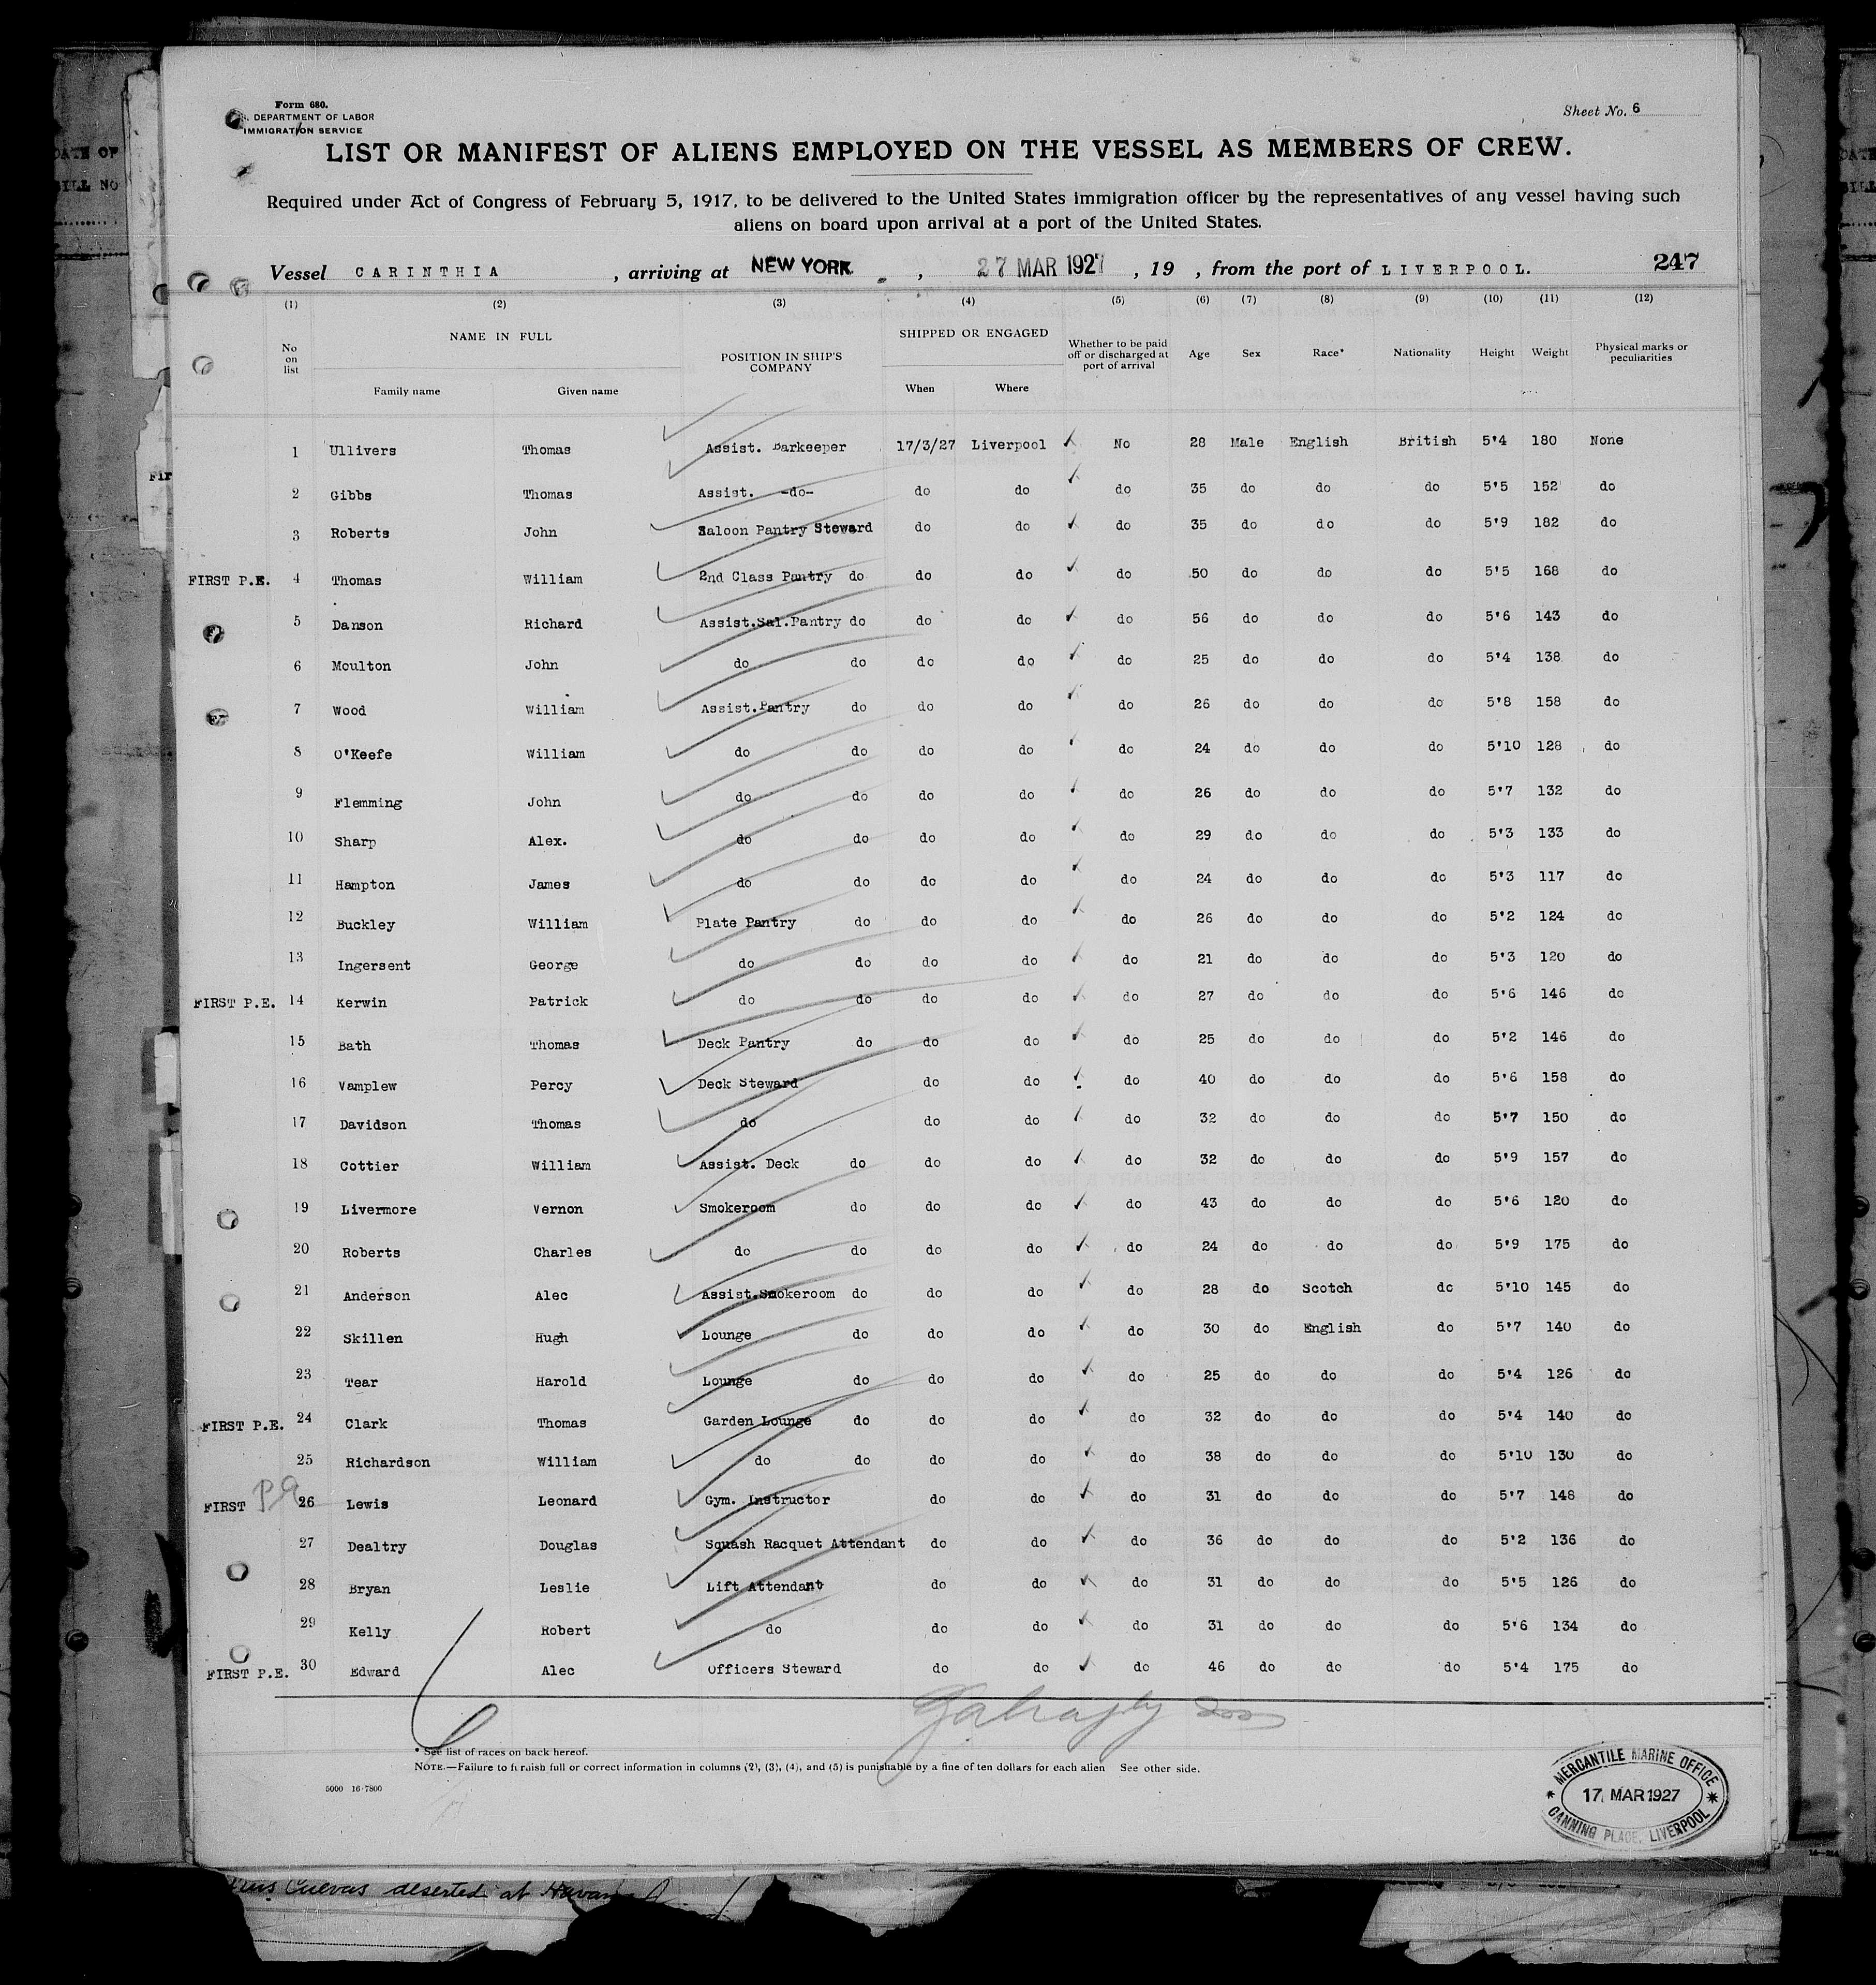 Form 680.
DEPARTMENT OF LABOR
IMMIGRATION SERVICE
Sheet No. 6
LIST OR MANIFEST OF ALIENS EMPLOYED ON THE VESSEL AS MEMBERS OF CREW.
Required under Act of Congress of February 5, 1917, to be delivered to the United States immigration officer by the representatives of any vessel having such
aliens on board upon arrival at a port of the United States.
Vessel CARINTHIA , arriving at NEW YORK , 27 MAR 1927 , 19 , from the port of LIVERPOOL. 247
(1) (2) (3) (4) (5) (6) (7) (8) (9) (10) (11) (12)
No on list NAME IN FULL Family name Given name POSITION IN SHIP'S COMPANY SHIPPED OR ENGAGED When Where Whether to be paid off or discharged at port of arrival Age Sex Race* Nationality Height Weight Physical marks or peculiarities
1 Ullivers Thomas Assist. Barkeeper 17/3/27 Liverpool No 28 Male English British 5'4 180 None
2 Gibbs Thomas Assist. -do- do do do 35 do do do 5'5 152 do
3 Roberts John Saloon Pantry Steward do do do 35 do do do 5'9 182 do
FIRST P.E. 4 Thomas William 2nd Class Pantry do do do do 50 do do do 5'5 168 do
5 Danson Richard Assist.Sal.Pantry do do do do 56 do do do 5'6 143 do
6 Moulton John do do do do do 25 do do do 5'4 138 do
7 Wood William Assist.Pantry do do do do 26 do do do 5'8 158 do
8 O'Keefe William do do do do do 24 do do do 5'10 128 do
9 Flemming John do do do do do 26 do do do 5'7 132 do
10 Sharp Alex. do do do do do 29 do do do 5'3 133 do
11 Hampton James do do do do do 24 do do do 5'3 117 do
12 Buckley William Plate Pantry do do do do 26 do do do 5'2 124 do
13 Ingersent George do do do do do 21 do do do 5'3 120 do
FIRST P.E. 14 Kerwin Patrick do do do do do 27 do do do 5'6 146 do
15 Bath Thomas Deck Pantry do do do do 25 do do do 5'2 146 do
16 Vamplew Percy Deck Steward do do do 40 do do do 5'6 158 do
17 Davidson Thomas do do do do 32 do do do 5'7 150 do
18 Cottier William Assist. Deck do do do do 32 do do do 5'9 157 do
19 Livermore Vernon Smokeroom do do do do 43 do do do 5'6 120 do
20 Roberts Charles do do do do do 24 do do do 5'9 175 do
21 Anderson Alec Assist.Smokeroom do do do do 28 do Scotch do 5'10 145 do
22 Skillen Hugh Lounge do do do do 30 do English do 5'7 140 do
23 Tear Harold Lounge do do do do 25 do do do 5'4 126 do
FIRST P.E. 24 Clark Thomas Garden Lounge do do do do 32 do do do 5'4 140 do
25 Richardson William do do do do do 38 do do do 5'10 130 do
FIRST 26 Lewis Leonard Gym. Instructor do do do 31 do do do 5'7 148 do
27 Dealtry Douglas Squash Racquet Attendant do do do 36 do do do 5'2 136 do
28 Bryan Leslie Lift Attendant do do do 31 do do do 5'5 126 do
29 Kelly Robert do do do do 31 do do do 5'6 134 do
FIRST P.E. 30 Edward Alec Officers Steward do do do 46 do do do 5'4 175 do
* See list of races on back hereof.
NOTE.—Failure to furnish full or correct information in columns (2), (3), (4), and (5) is punishable by a fine of ten dollars for each alien See other side.
5000 16-7800
MERCANTILE MARINE OFFICE
17 MAR 1927
CANNING PLACE, LIVERPOOL
Cuevas deserted at Havana